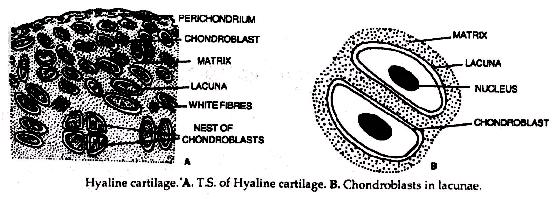 PERICHONDRIUM
CHONDROBLAST
MATRIX
LACUNA
WHITE FIBRES
NEST OF
CHONDROBLASTS
A
MATRIX
LACUNA
NUCLEUS
CHONDROBLAST
B
Hyaline cartilage. A. T.S. of Hyaline cartilage. B. Chondroblasts in lacunae.